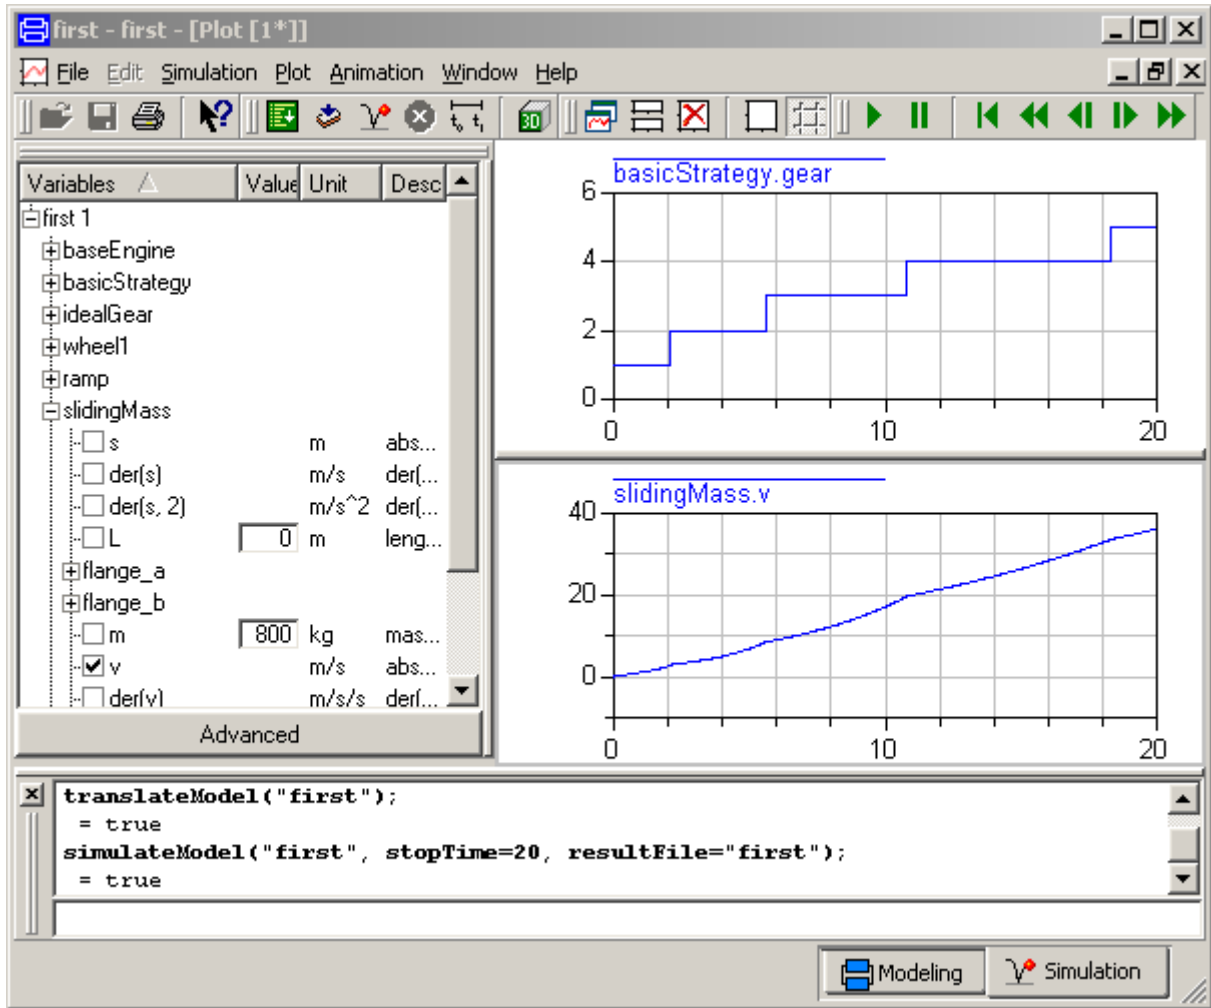 first - first - [Plot [1*]]
File Edit Simulation Plot Animation Window Help
Variables Value Unit Desc
first 1
baseEngine
basicStrategy
idealGear
wheel1
ramp
slidingMass
s m abs...
der(s) m/s der(...
der(s, 2) m/s^2 der(...
L 0 m leng...
flange_a
flange_b
m 800 kg mas...
v m/s abs...
der(v) m/s/s der(...
Advanced
basicStrategy.gear
6
4
2
0
0 10 20
slidingMass.v
40
20
0
0 10 20
translateModel("first");
= true
simulateModel("first", stopTime=20, resultFile="first");
= true
Modeling Simulation